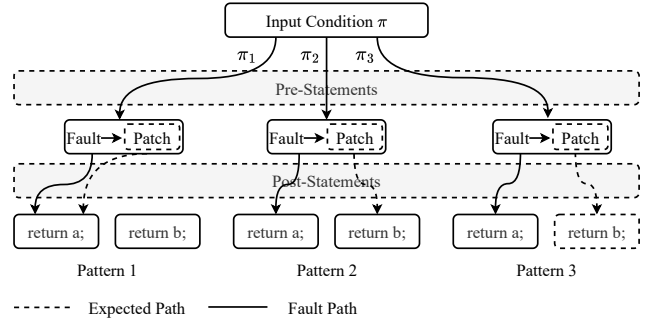 Input Condition π
π1 π2 π3
Pre-Statements
Fault Patch Fault Patch Fault Patch
Post-Statements
return a; return b; return a; return b; return a; return b;
Pattern 1 Pattern 2 Pattern 3
Expected Path Fault Path